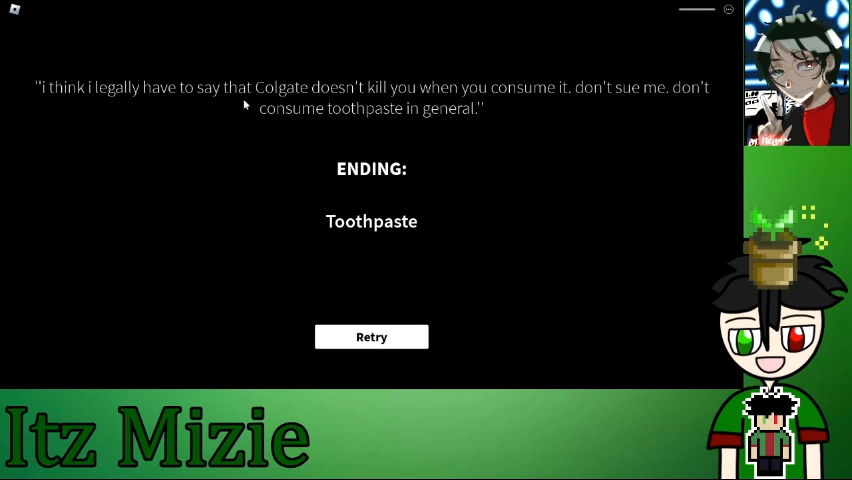 "i think i legally have to say that Colgate doesn't kill you when you consume it. don't sue me. don't
consume toothpaste in general."
ENDING:
Toothpaste
Retry
Itz Mizie